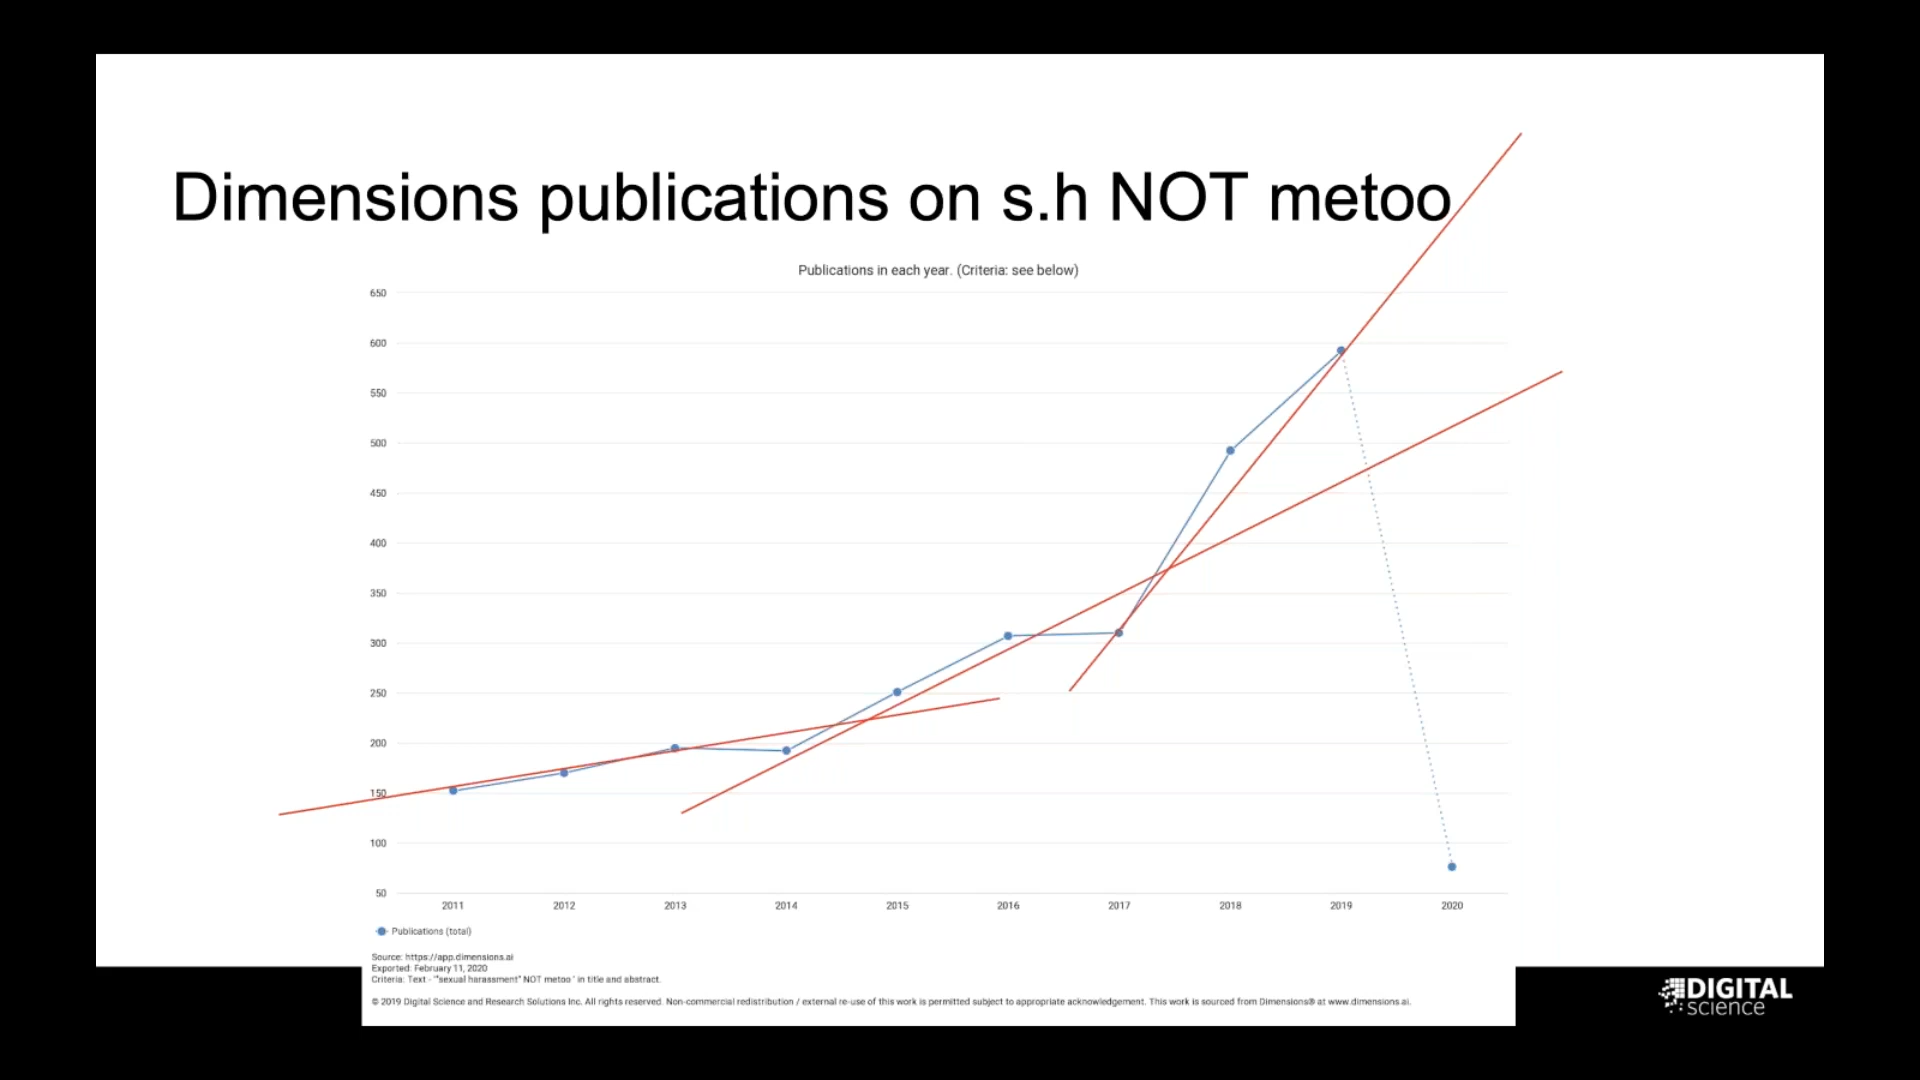 Dimensions publications on s.h NOT metoo
Publications in each year. (Criteria: see below)
650
600
550
500
450
400
350
300
250
200
150
100
50
2011 2012 2013 2014 2015 2016 2017 2018 2019 2020
Publications (total)
Source: https://app.dimensions.ai
Exported: February 11, 2020
Criteria: Text - '"sexual harassment" NOT metoo ' in title and abstract.
© 2019 Digital Science and Research Solutions Inc. All rights reserved. Non-commercial redistribution / external re-use of this work is permitted subject to appropriate acknowledgement. This work is sourced from Dimensions® at www.dimensions.ai.
DIGITAL
science